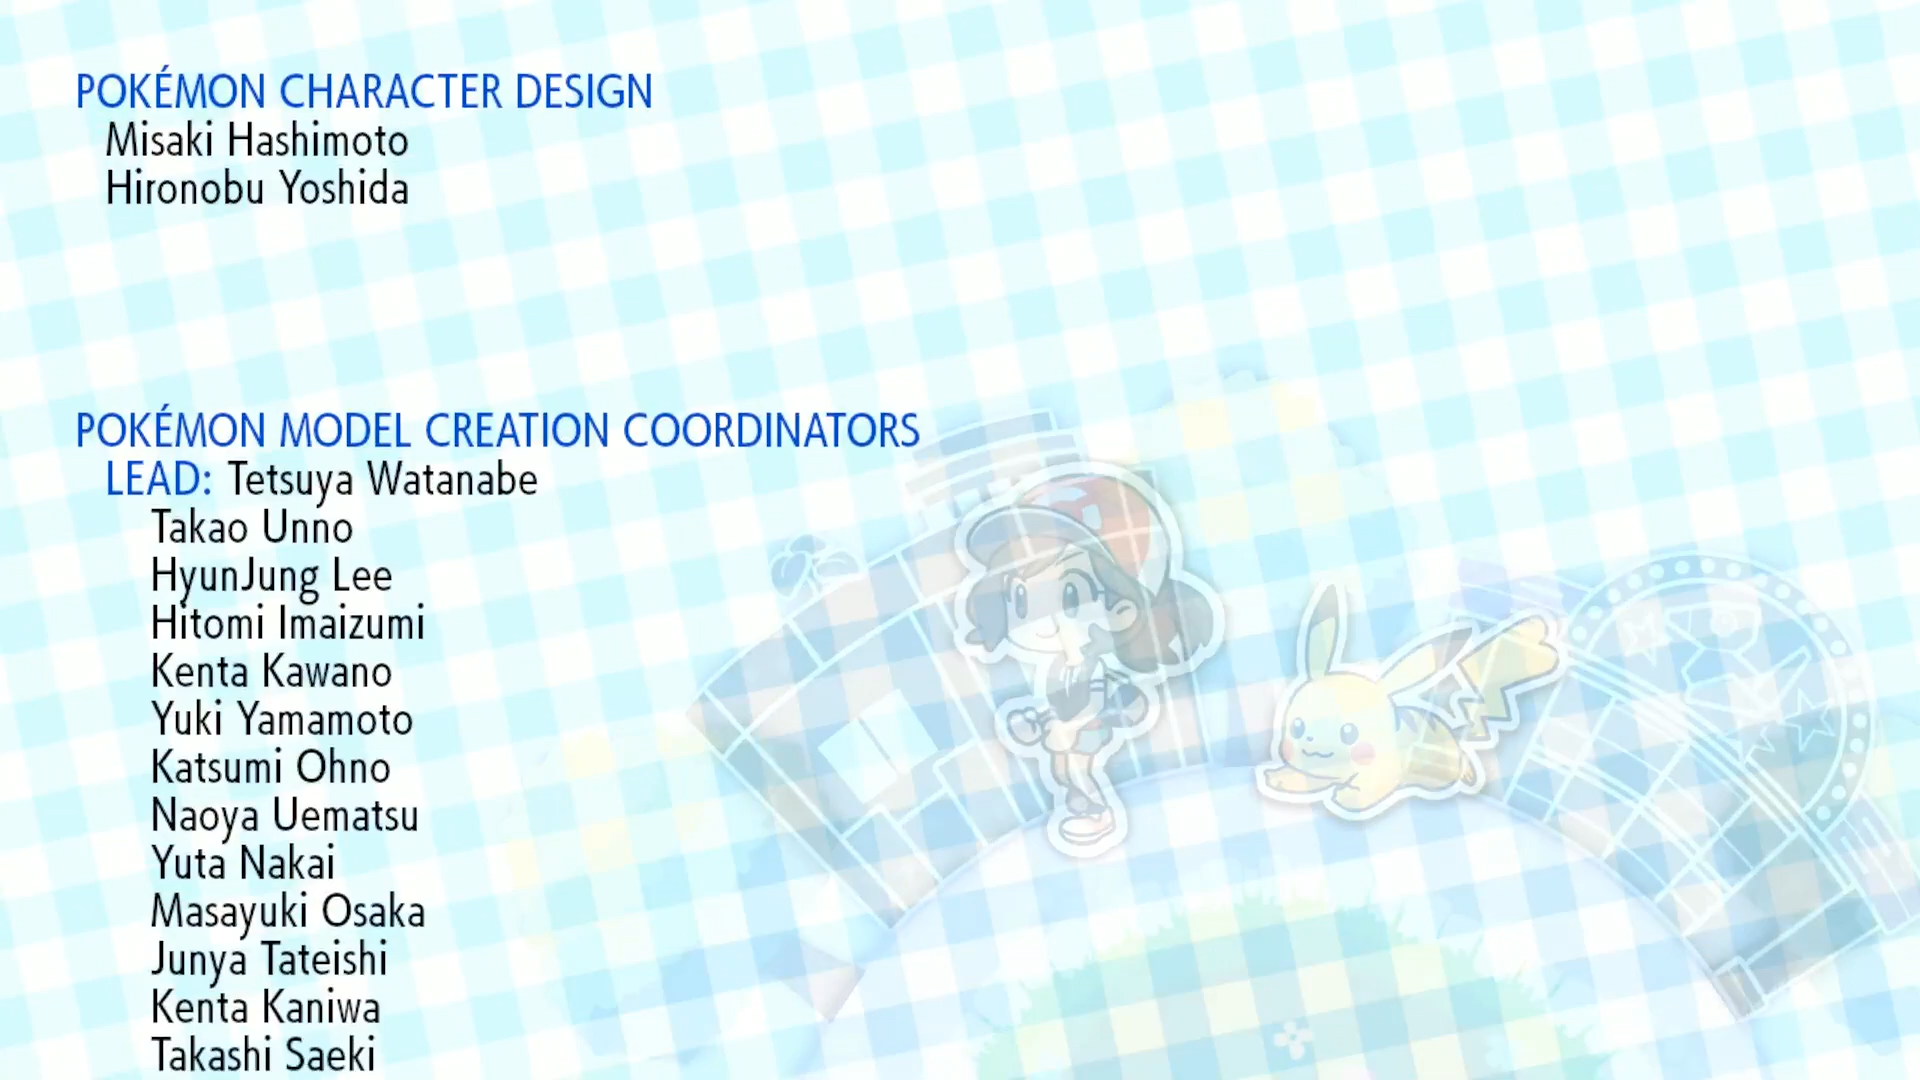 POKÉMON CHARACTER DESIGN
Misaki Hashimoto
Hironobu Yoshida
POKÉMON MODEL CREATION COORDINATORS
LEAD: Tetsuya Watanabe
Takao Unno
HyunJung Lee
Hitomi Imaizumi
Kenta Kawano
Yuki Yamamoto
Katsumi Ohno
Naoya Uematsu
Yuta Nakai
Masayuki Osaka
Junya Tateishi
Kenta Kaniwa
Takashi Saeki